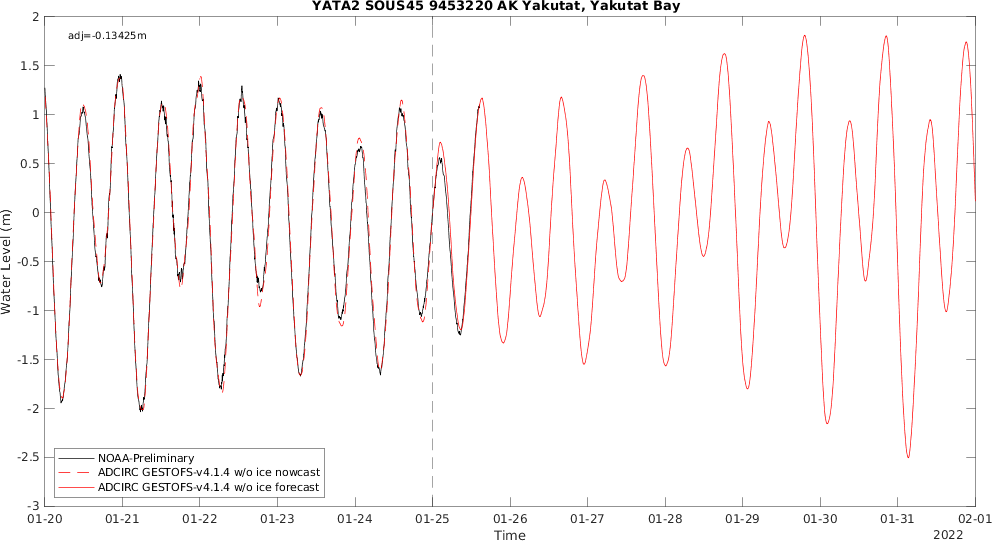 YATA2 SOUS45 9453220 AK Yakutat, Yakutat Bay
adj=-0.13425m
2
1.5
1
0.5
0
-0.5
-1
-1.5
-2
-2.5
-3
Water Level (m)
NOAA-Preliminary
ADCIRC GESTOFS-v4.1.4 w/o ice nowcast
ADCIRC GESTOFS-v4.1.4 w/o ice forecast
01-20 01-21 01-22 01-23 01-24 01-25 01-26 01-27 01-28 01-29 01-30 01-31 02-01
Time
2022